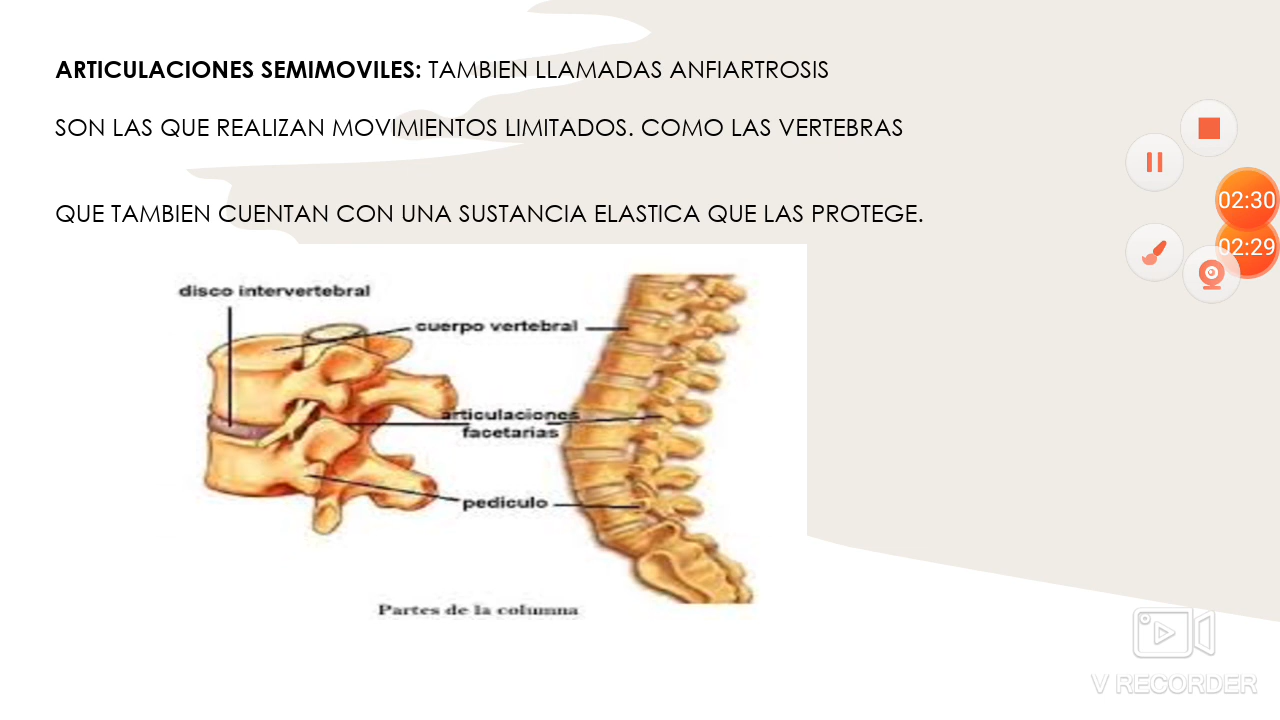 ARTICULACIONES SEMIMOVILES: TAMBIEN LLAMADAS ANFIARTROSIS
SON LAS QUE REALIZAN MOVIMIENTOS LIMITADOS. COMO LAS VERTEBRAS
QUE TAMBIEN CUENTAN CON UNA SUSTANCIA ELASTICA QUE LAS PROTEGE.
disco intervertebral
cuerpo vertebral
articulaciones
facetarias
pediculo
Partes de la columna
02:30
02:29
V RECORDER